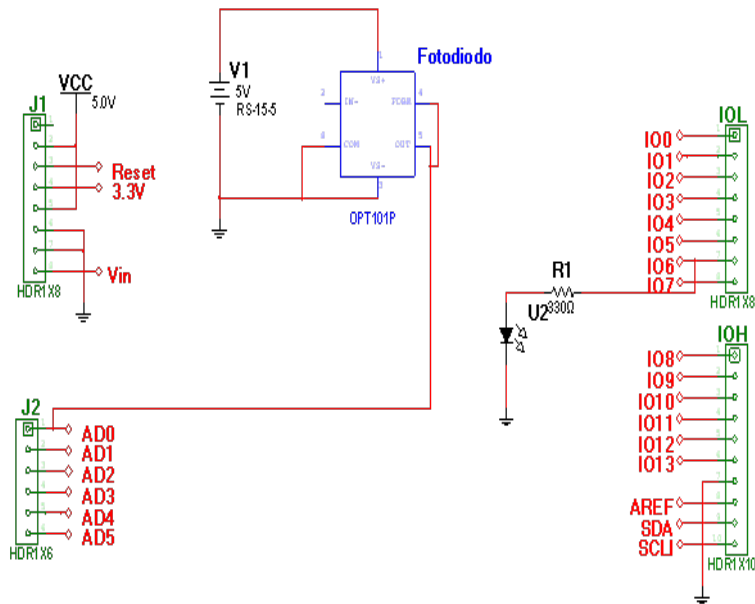 J1
VCC
5.0V
Reset
3.3V
Vin
HDR1X8
V1
5V
RS-15-5
Fotodiodo
VS+
IN-
PDBK
COM
OUT
VS-
OPT101P
R1
330Ω
U2
IOL
IO0
IO1
IO2
IO3
IO4
IO5
IO6
IO7
HDR1X8
IOH
IO8
IO9
IO10
IO11
IO12
IO13
AREF
SDA
SCLI
HDR1X10
J2
AD0
AD1
AD2
AD3
AD4
AD5
HDR1X6